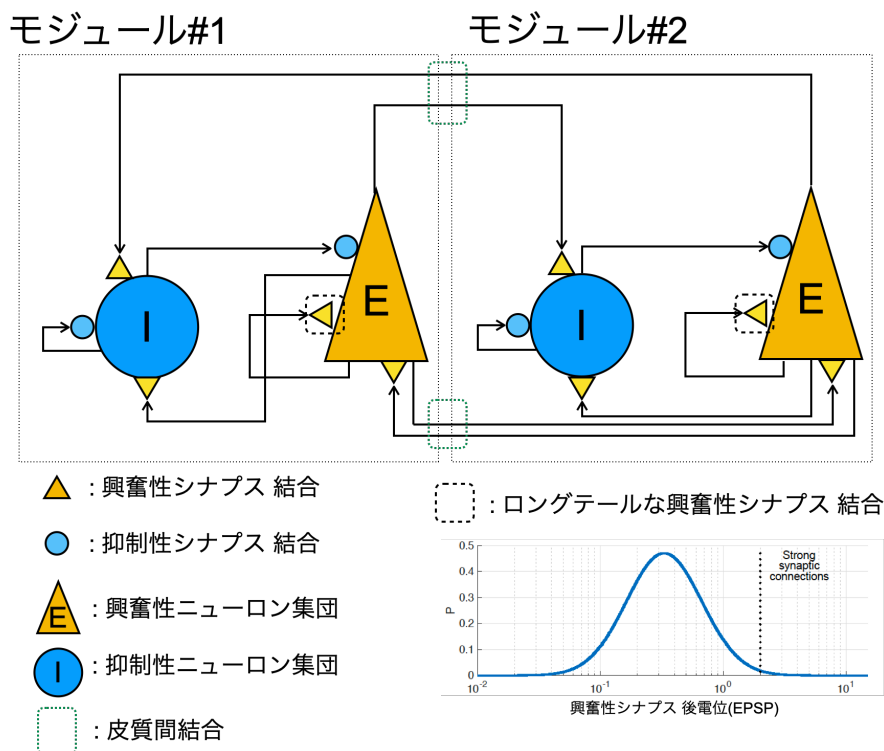 モジュール#1
モジュール#2
I
E
I
E
: 興奮性シナプス 結合
: 抑制性シナプス 結合
E : 興奮性ニューロン集団
I : 抑制性ニューロン集団
: 皮質間結合
: ロングテールな興奮性シナプス 結合
0.5
0.4
0.3
0.2
0.1
0
P
Strong
synaptic
connections
10⁻²
10⁻¹
10⁰
10¹
興奮性シナプス 後電位(EPSP)